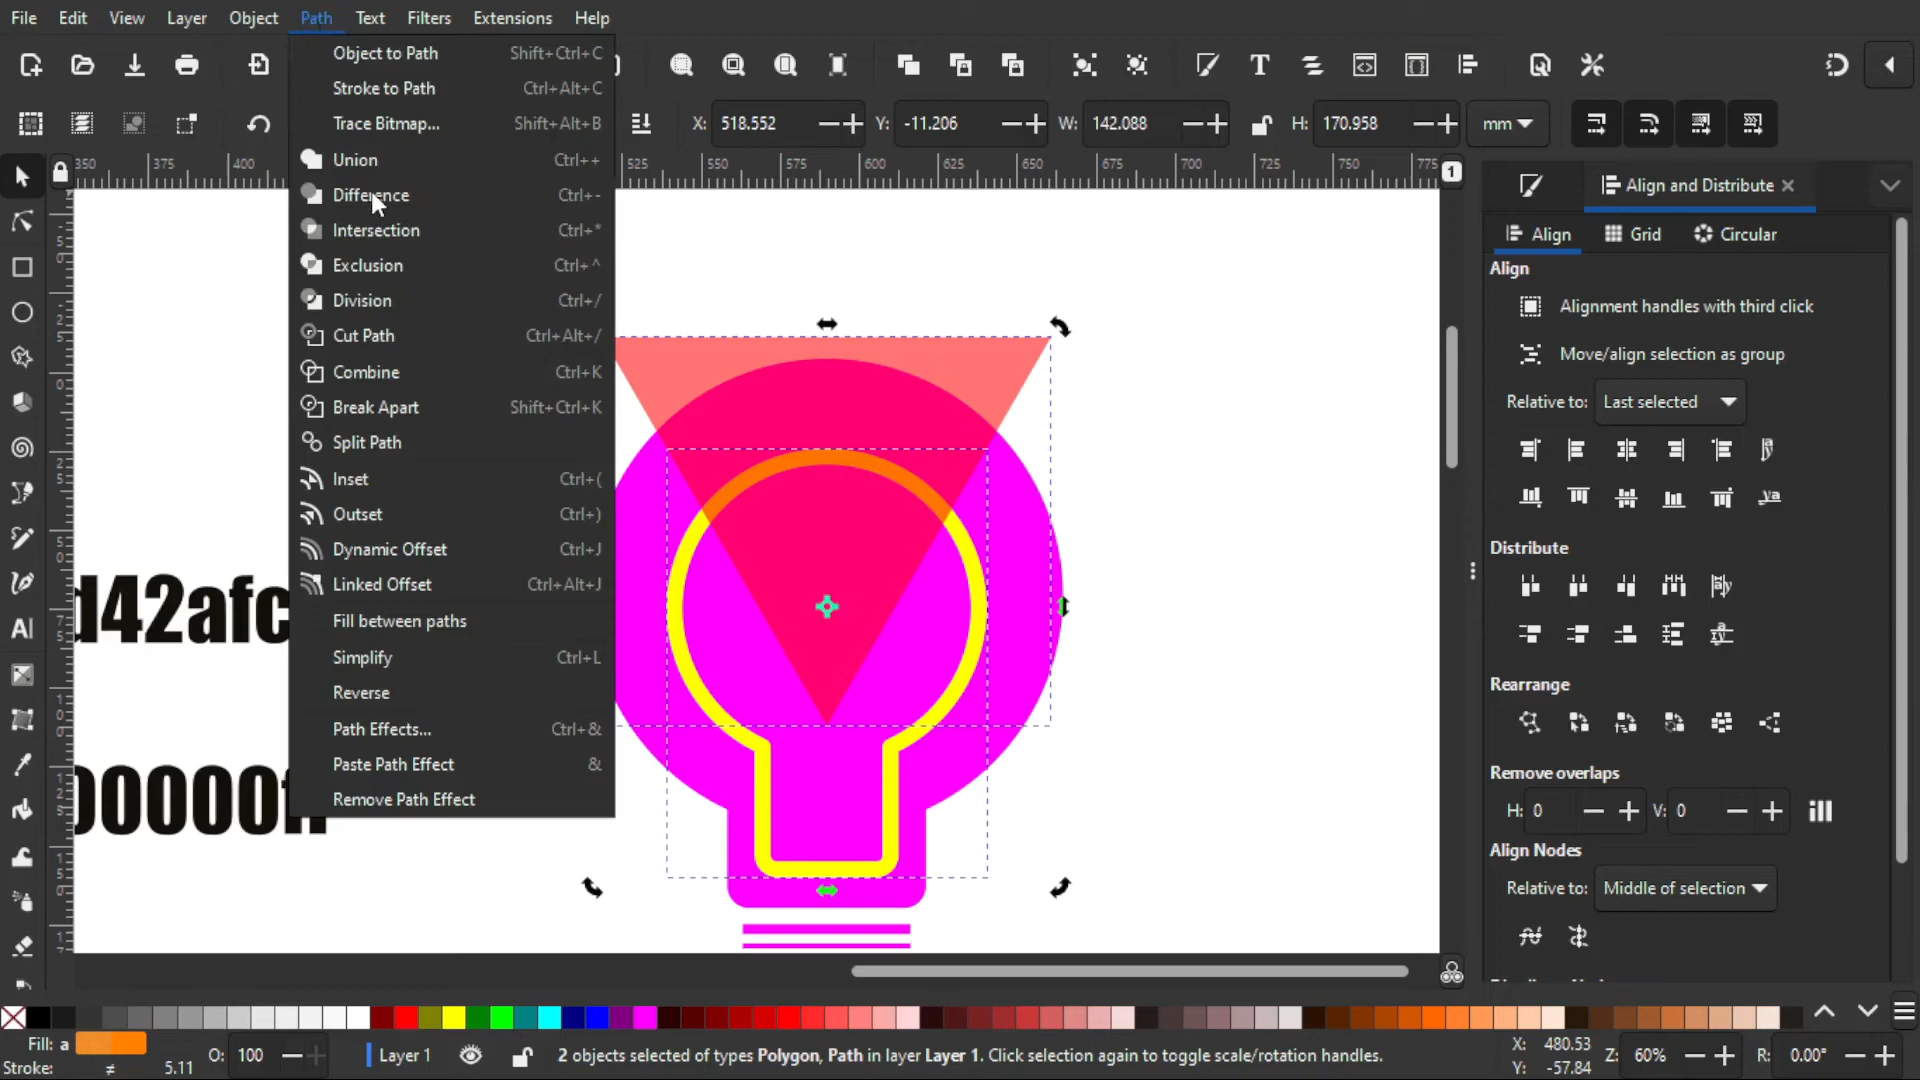 File Edit View Layer Object Path Text Filters Extensions Help
Object to Path Shift+Ctrl+C
Stroke to Path Ctrl+Alt+C
Trace Bitmap... Shift+Alt+B
Union Ctrl++
Difference Ctrl+-
Intersection Ctrl+*
Exclusion Ctrl+^
Division Ctrl+/
Cut Path Ctrl+Alt+/
Combine Ctrl+K
Break Apart Shift+Ctrl+K
Split Path
Inset Ctrl+(
Outset Ctrl+)
Dynamic Offset Ctrl+J
Linked Offset Ctrl+Alt+J
Fill between paths
Simplify Ctrl+L
Reverse
Path Effects... Ctrl+&
Paste Path Effect &
Remove Path Effect
X: 518.552 Y: -11.206 W: 142.088 H: 170.958 mm
350 375 400 525 550 575 600 625 650 675 700 725 750 775
1
d42afc
00000ff
Align and Distribute
Align Grid Circular
Align
Alignment handles with third click
Move/align selection as group
Relative to: Last selected
Distribute
Rearrange
Remove overlaps
H: 0 V: 0
Align Nodes
Relative to: Middle of selection
Fill: a
Stroke: ≠ 5.11
O: 100
Layer 1
2 objects selected of types Polygon, Path in layer Layer 1. Click selection again to toggle scale/rotation handles.
X: 480.53
Y: -57.84
Z: 60%
R: 0.00°